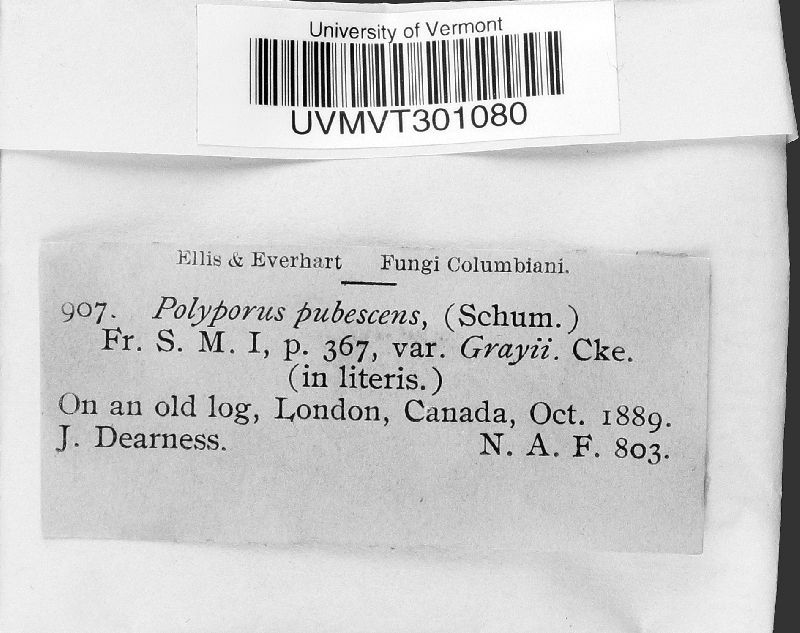 University of Vermont
UVMVT301080
Ellis & Everhart Fungi Columbiani.
907. Polyporus pubescens, (Schum.)
Fr. S. M. I, p. 367, var. Grayii. Cke.
(in literis.)
On an old log, London, Canada, Oct. 1889.
J. Dearness. N. A. F. 803.